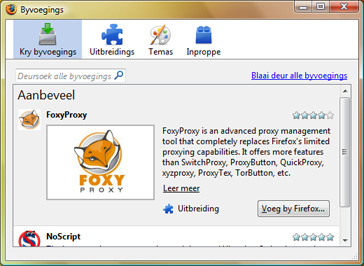 Byvoegings
Kry byvoegings Uitbreidings Temas Inproppe
Deursoek alle byvoegings Blaai deur alle byvoegings
Aanbeveel
FoxyProxy
FoxyProxy is an advanced proxy management
tool that completely replaces Firefox's limited
proxying capabilities. It offers more features
than SwitchProxy, ProxyButton, QuickProxy,
xyzproxy, ProxyTex, TorButton, etc.
FOXY
PROXY
Leer meer
Uitbreiding Voeg by Firefox...
NoScript